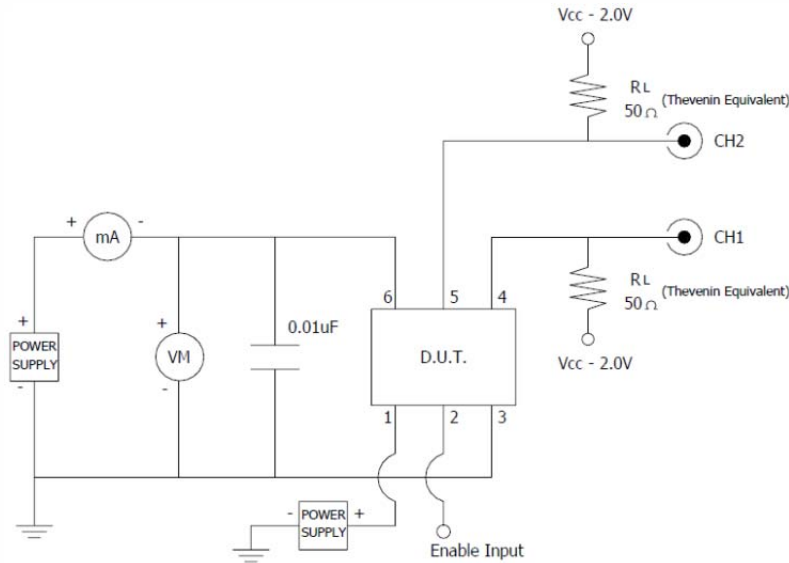 Vcc - 2.0V
RL (Thevenin Equivalent)
50Ω
CH2
+ mA -
CH1
6 5 4
RL (Thevenin Equivalent)
50Ω
+
POWER
SUPPLY
-
+
VM
-
0.01uF
D.U.T.
Vcc - 2.0V
1 2 3
- POWER +
SUPPLY
Enable Input